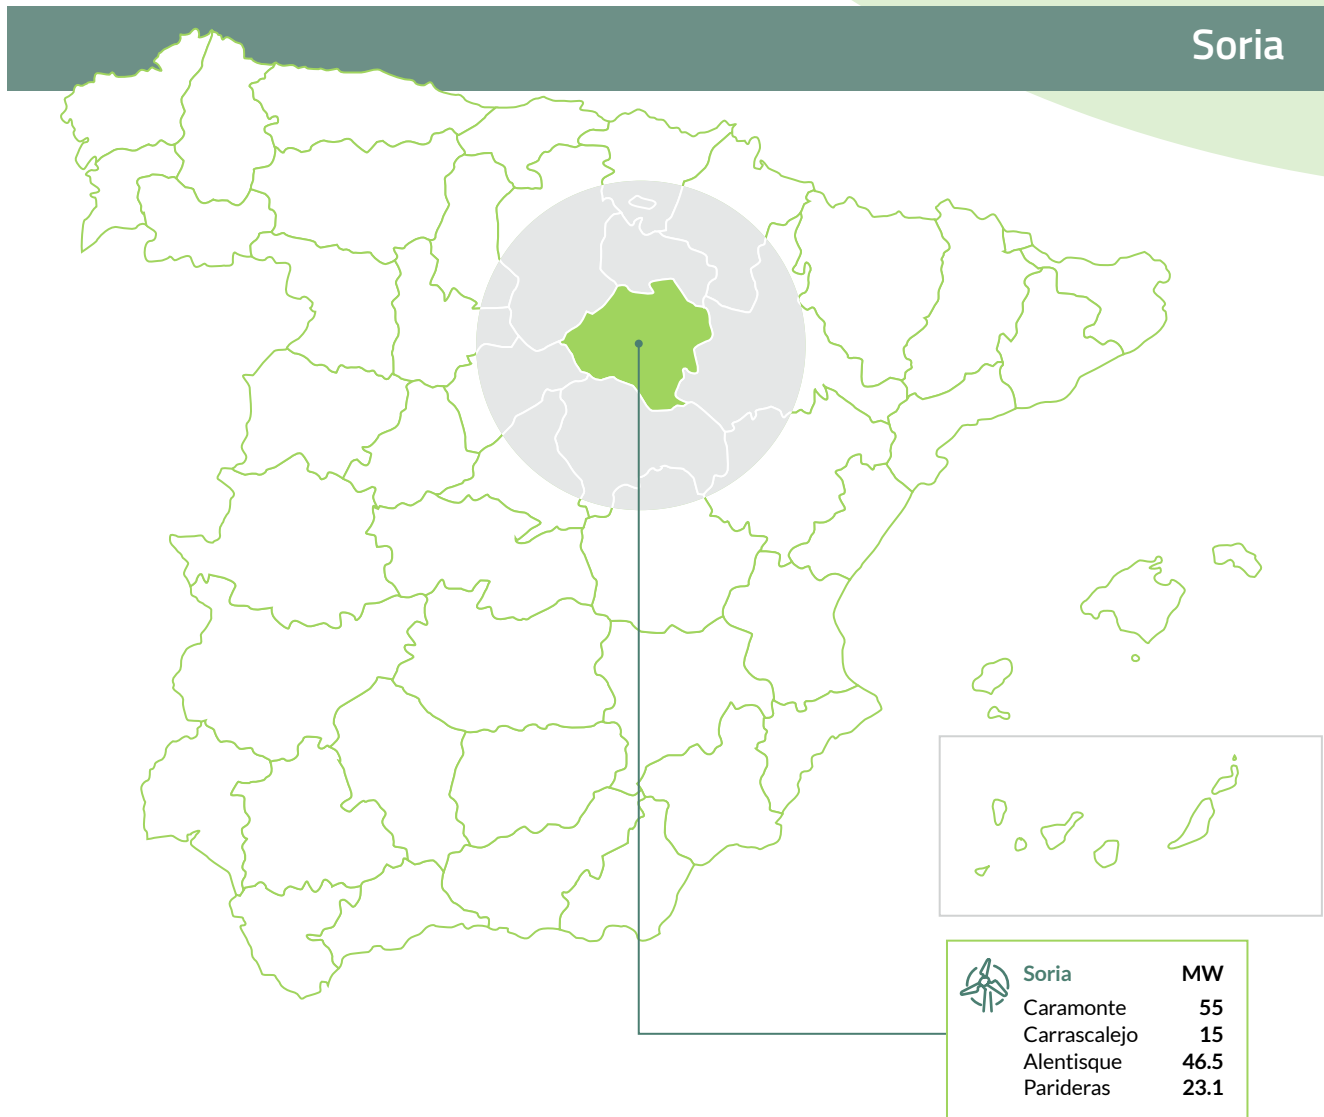 Soria
Soria MW
Caramonte 55
Carrascalejo 15
Alentisque 46.5
Parideras 23.1